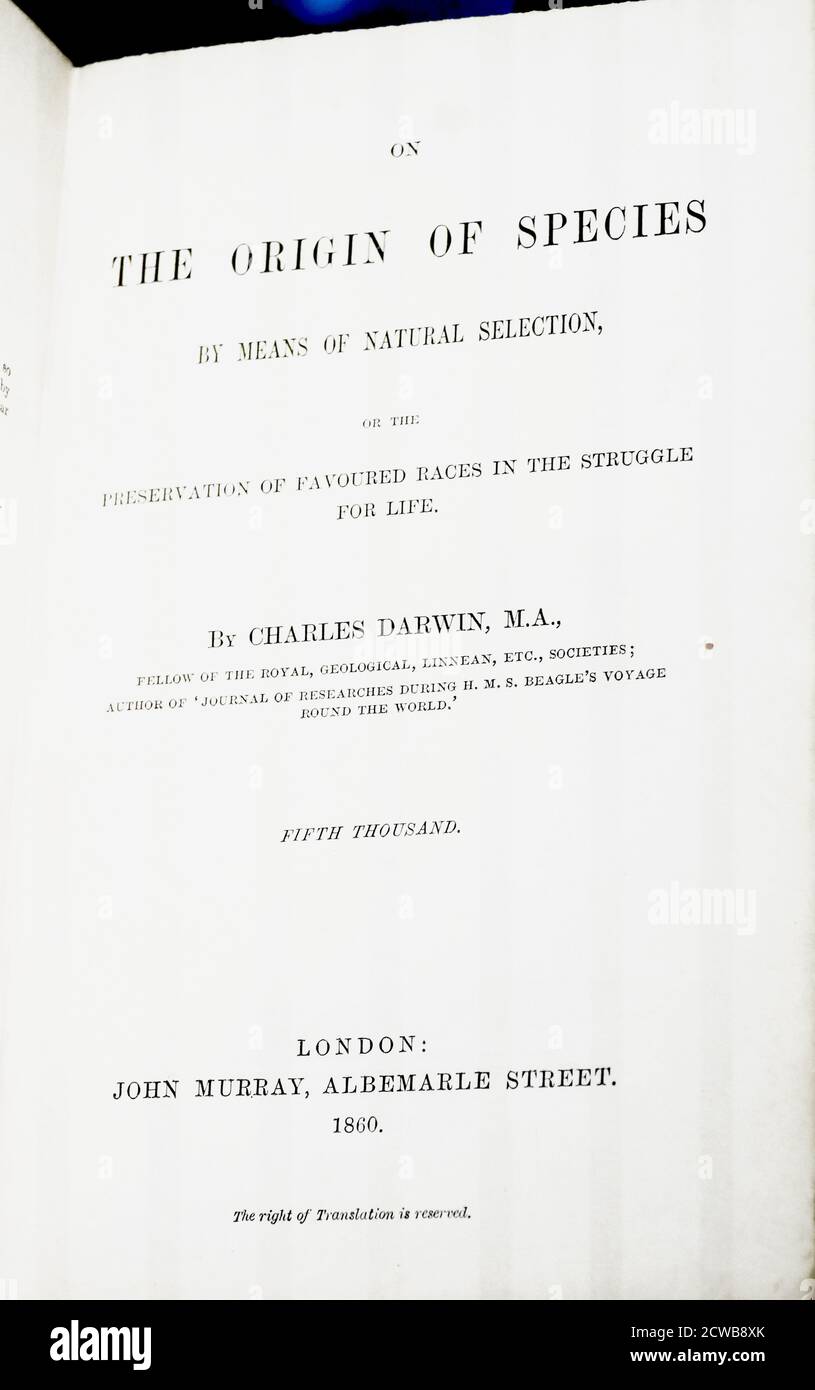 ON
THE ORIGIN OF SPECIES
BY MEANS OF NATURAL SELECTION,
OR THE
PRESERVATION OF FAVOURED RACES IN THE STRUGGLE
FOR LIFE.
By CHARLES DARWIN, M.A.,
FELLOW OF THE ROYAL, GEOLOGICAL, LINNEAN, ETC., SOCIETIES;
AUTHOR OF 'JOURNAL OF RESEARCHES DURING H. M. S. BEAGLE'S VOYAGE
ROUND THE WORLD.'
FIFTH THOUSAND.
LONDON:
JOHN MURRAY, ALBEMARLE STREET.
1860.
The right of Translation is reserved.
alamy
alamy
alamy
a
a
a
a
a
a
a
a
a
alamy
Image ID: 2CWB8XK
www.alamy.com